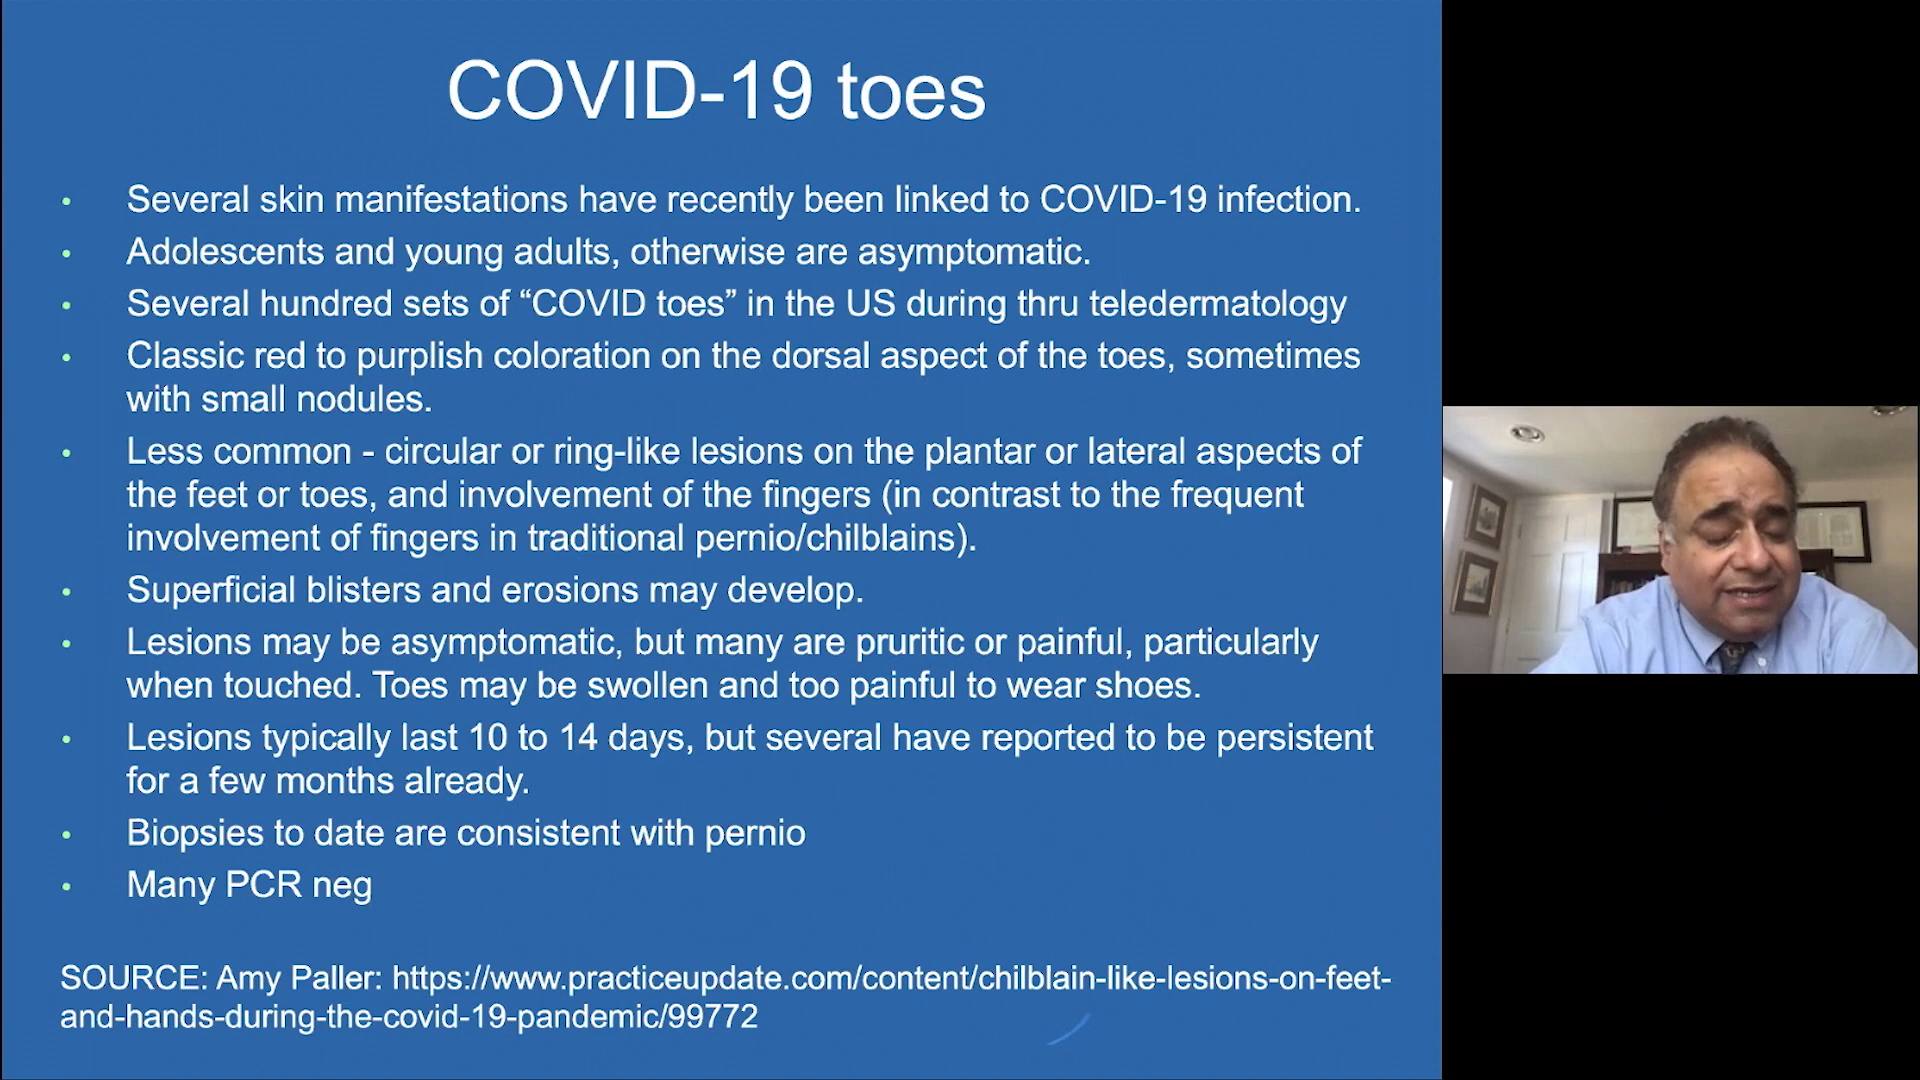 COVID-19 toes
• Several skin manifestations have recently been linked to COVID-19 infection.
• Adolescents and young adults, otherwise are asymptomatic.
• Several hundred sets of “COVID toes” in the US during thru teledermatology
• Classic red to purplish coloration on the dorsal aspect of the toes, sometimes
with small nodules.
• Less common - circular or ring-like lesions on the plantar or lateral aspects of
the feet or toes, and involvement of the fingers (in contrast to the frequent
involvement of fingers in traditional pernio/chilblains).
• Superficial blisters and erosions may develop.
• Lesions may be asymptomatic, but many are pruritic or painful, particularly
when touched. Toes may be swollen and too painful to wear shoes.
• Lesions typically last 10 to 14 days, but several have reported to be persistent
for a few months already.
• Biopsies to date are consistent with pernio
• Many PCR neg
SOURCE: Amy Paller: https://www.practiceupdate.com/content/chilblain-like-lesions-on-feet-
and-hands-during-the-covid-19-pandemic/99772